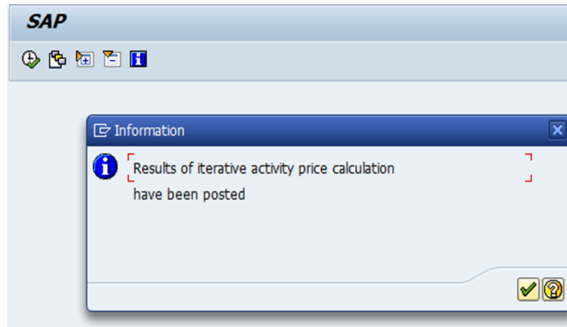 SAP
Information
Results of iterative activity price calculation
have been posted